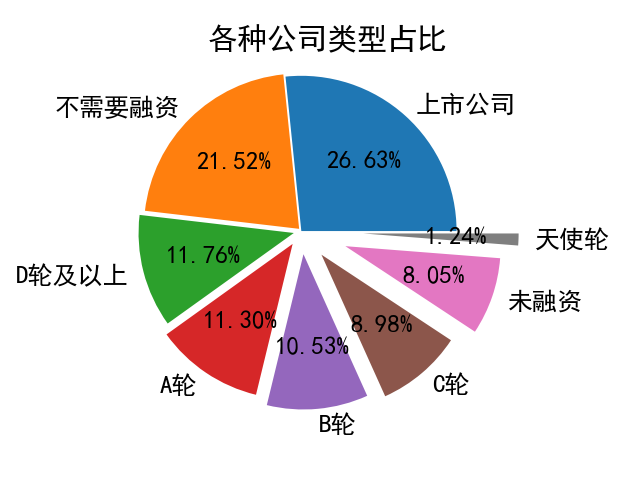 各种公司类型占比
上市公司
26.63%
不需要融资
21.52%
D轮及以上
11.76%
A轮
11.30%
B轮
10.53%
C轮
8.98%
未融资
8.05%
天使轮
1.24%